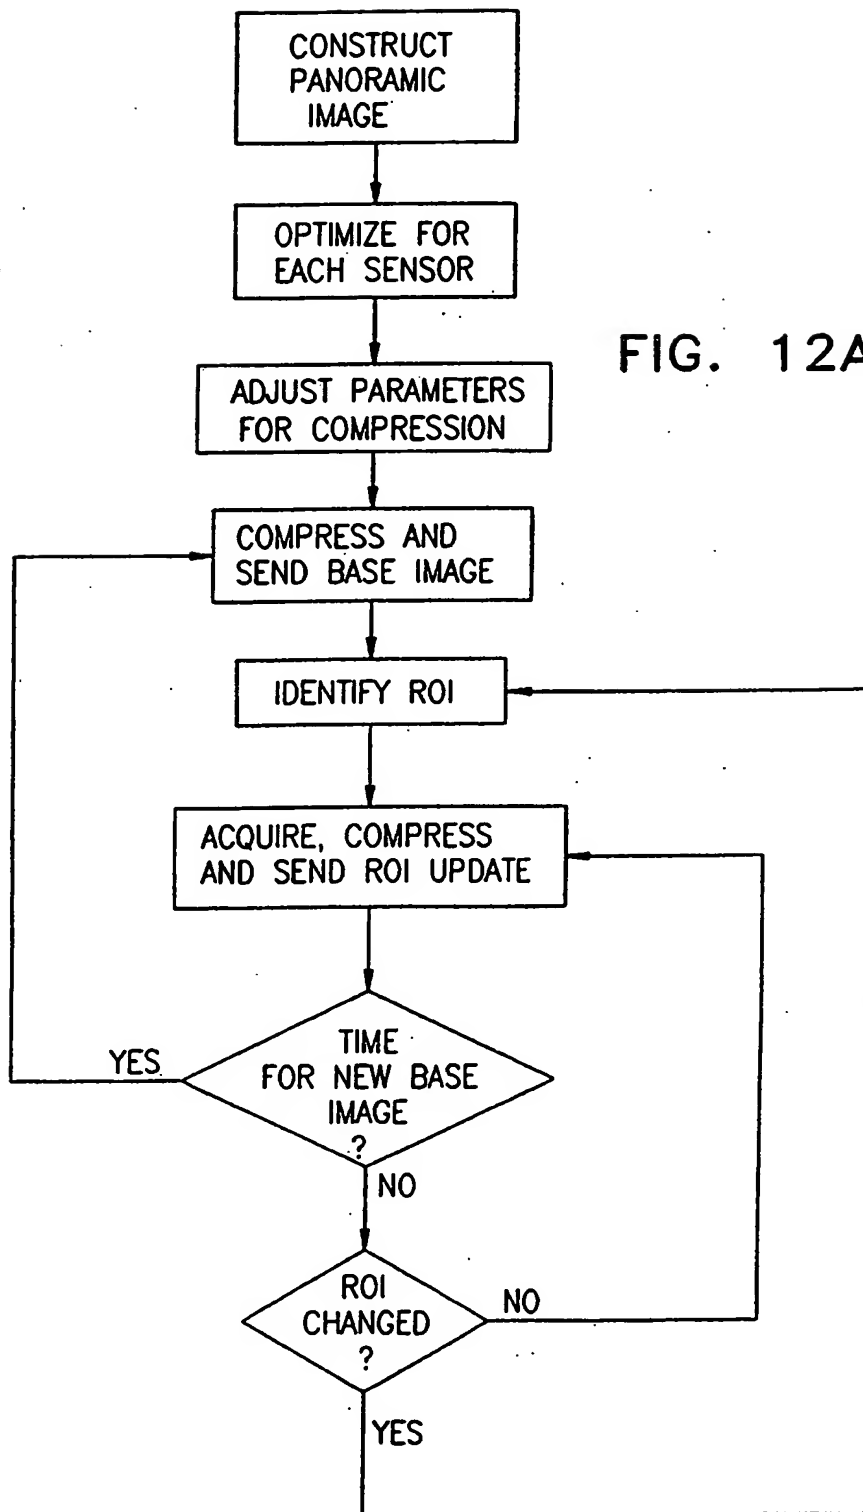 CONSTRUCT
PANORAMIC
IMAGE
OPTIMIZE FOR
EACH SENSOR
FIG. 12A
ADJUST PARAMETERS
FOR COMPRESSION
COMPRESS AND
SEND BASE IMAGE
IDENTIFY ROI
ACQUIRE, COMPRESS
AND SEND ROI UPDATE
YES
TIME
FOR NEW BASE
IMAGE
?
NO
ROI
CHANGED
?
NO
YES